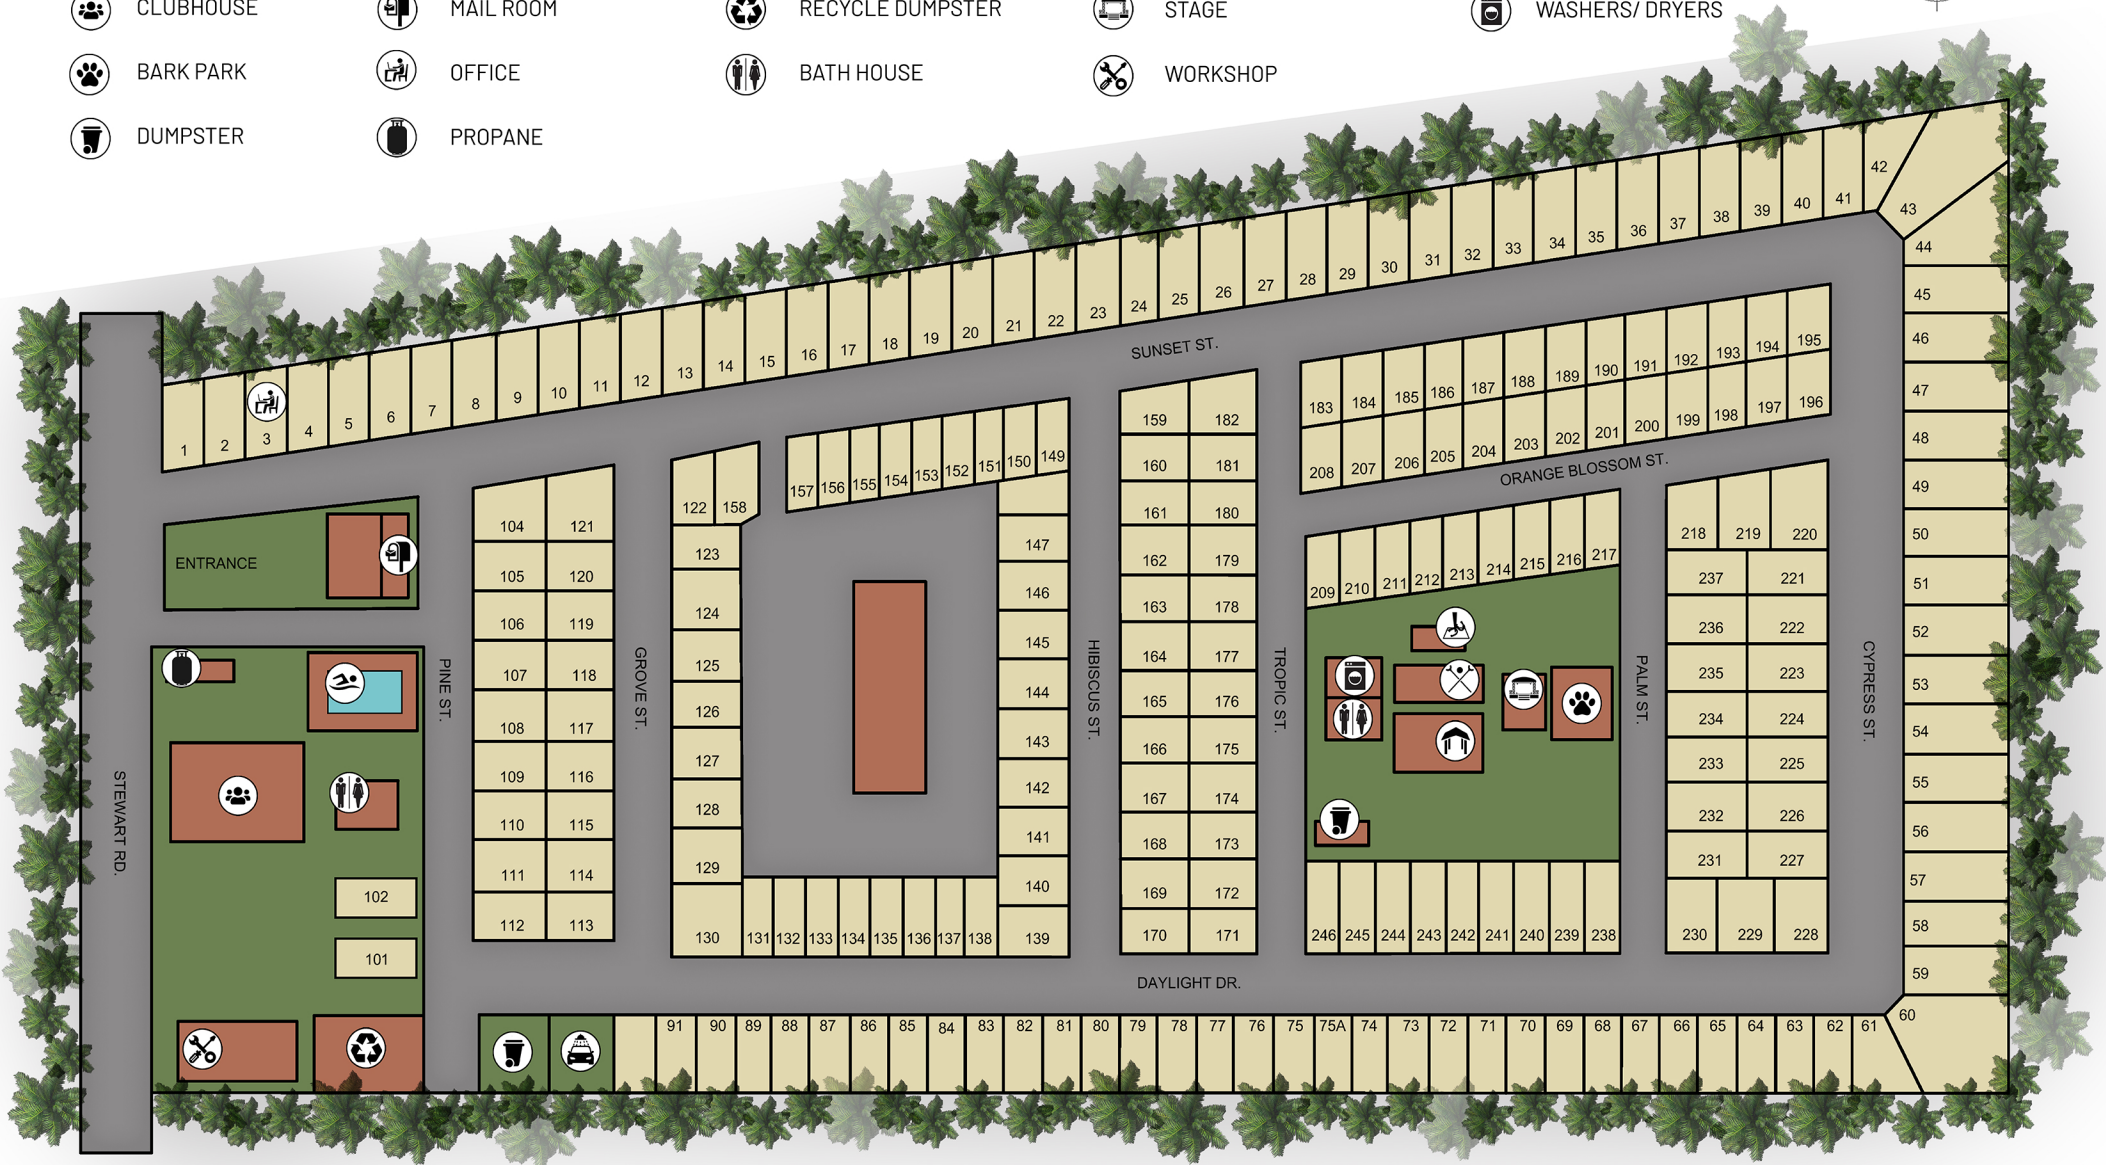 CLUBHOUSE
MAIL ROOM
RECYCLE DUMPSTER
STAGE
WASHERS/ DRYERS
BARK PARK
OFFICE
BATH HOUSE
WORKSHOP
DUMPSTER
PROPANE
1 2 3 4 5 6 7 8 9 10 11 12 13 14 15 16 17 18 19 20 21 22 23 24 25 26 27 28 29 30 31 32 33 34 35 36 37 38 39 40 41 42 43
44
45
46
47
48
49
50
51
52
53
54
55
56
57
58
59
60
SUNSET ST.
183 184 185 186 187 188 189 190 191 192 193 194 195
208 207 206 205 204 203 202 201 200 199 198 197 196
ORANGE BLOSSOM ST.
ENTRANCE
STEWART RD.
PINE ST.
GROVE ST.
HIBISCUS ST.
TROPIC ST.
PALM ST.
CYPRESS ST.
102
101
104 121
105 120
106 119
107 118
108 117
109 116
110 115
111 114
112 113
122 158
123
124
125
126
127
128
129
130 131 132 133 134 135 136 137 138 139
157 156 155 154 153 152 151 150 149
147
146
145
144
143
142
141
140
159 182
160 181
161 180
162 179
163 178
164 177
165 176
166 175
167 174
168 173
169 172
170 171
209 210 211 212 213 214 215 216 217
246 245 244 243 242 241 240 239 238
218 219 220
237 221
236 222
235 223
234 224
233 225
232 226
231 227
230 229 228
DAYLIGHT DR.
91 90 89 88 87 86 85 84 83 82 81 80 79 78 77 76 75 75A 74 73 72 71 70 69 68 67 66 65 64 63 62 61